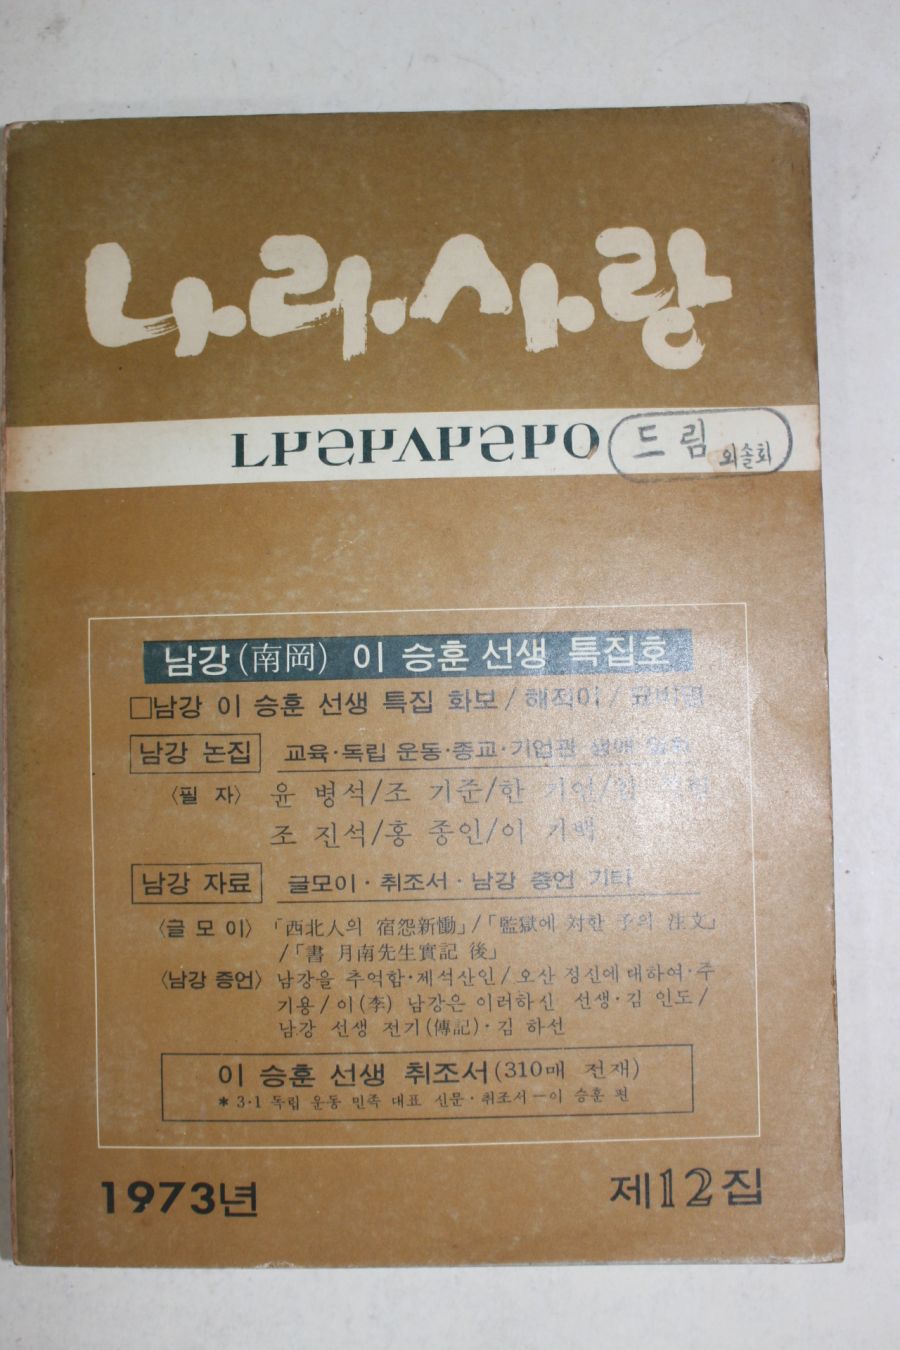 나라사랑
ㄴㅏㄹㅏㅅㅏㄹㅏㅇ
드림
외솔회
남강(南岡) 이 승훈 선생 특집호
□남강 이 승훈 선생 특집 화보/해적이/
남강 논집 교육·독립 운동·종교·기업관
〈필 자〉 윤 병석/조 기준/한 기언/
조 진석/홍 종인/이 기백
남강 자료 글모이·취조서·남강 증언 기타
〈글 모 이〉 「西北人의 宿怨新慟」/「監獄에 対한 予의 注文」
/「書 月南先生實記 後」
〈남강 증언〉 남강을 추억함·제석산인/오산 정신에 대하여·주
기용/이(李) 남강은 이러하신 선생·김 인도/
남강 선생 전기(傳記)·김 하선
이 승훈 선생 취조서(310매 전재)
* 3·1 독립 운동 민족 대표 신문·취조서—이 승훈 편
1973년
제12집